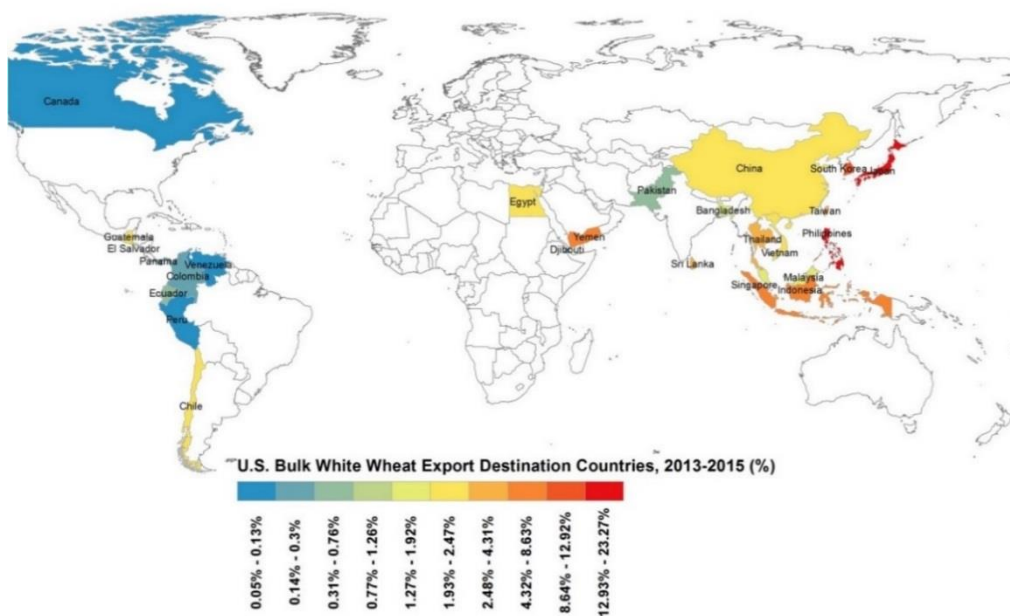 Canada
China
South Korea
Japan
Pakistan
Egypt
Bangladesh
Taiwan
Guatemala
El Salvador
Yemen
Djibouti
Philippines
Thailand
Vietnam
Panama
Venezuela
Colombia
Sri Lanka
Malaysia
Singapore
Indonesia
Ecuadar
Peru
Chile
U.S. Bulk White Wheat Export Destination Countries, 2013-2015 (%)
0.05% - 0.13%
0.14% - 0.3%
0.31% - 0.76%
0.77% - 1.26%
1.27% - 1.92%
1.93% - 2.47%
2.48% - 4.31%
4.32% - 8.63%
8.64% - 12.92%
12.93% - 23.27%